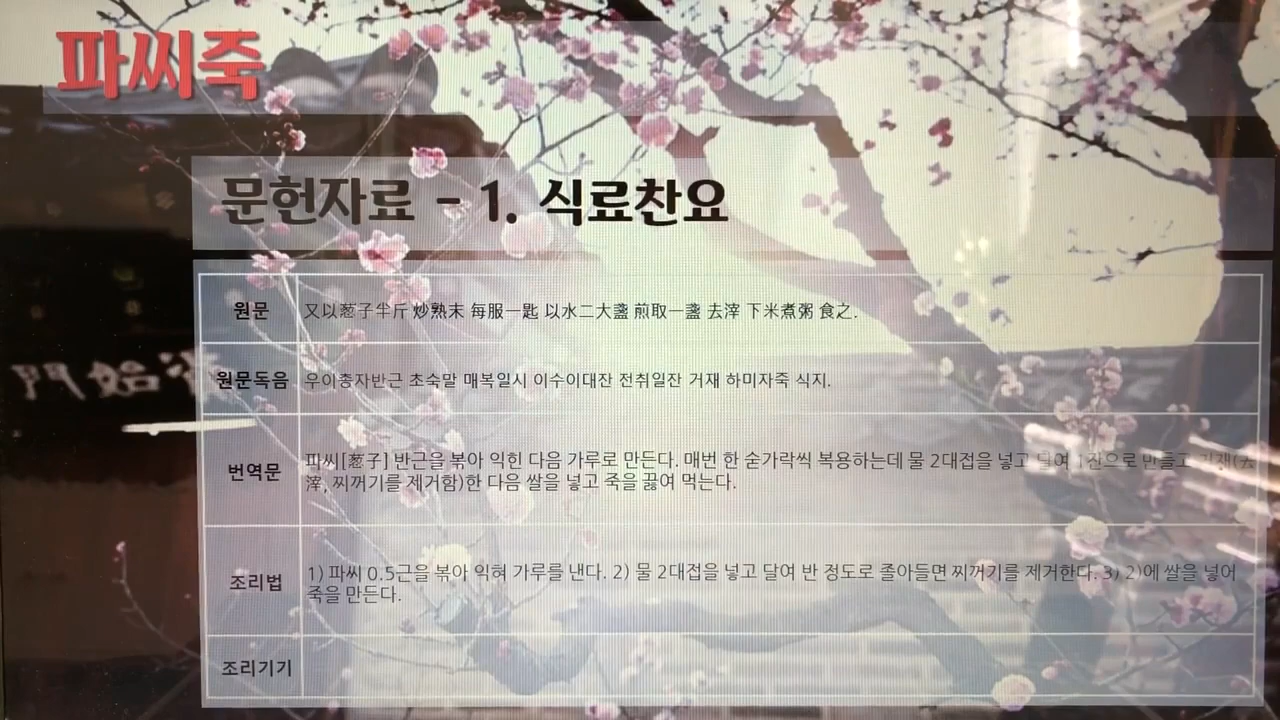 파씨죽
문헌자료 - 1. 식료찬요
원문
又以葱子半斤 炒熟末 每服一匙 以水二大盞 煎取一盞 去滓 下米煮粥 食之.
원문독음
우이총자반근 초숙말 매복일시 이수이대잔 전취일잔 거재 하미자죽 식지.
번역문
파씨[葱子] 반근을 볶아 익힌 다음 가루로 만든다. 매번 한 숟가락씩 복용하는데 물 2대접을 넣고 달여 1잔으로 만들고 (去
滓, 찌꺼기를 제거함)한 다음 쌀을 넣고 죽을 끓여 먹는다.
조리법
1) 파씨 0.5근을 볶아 익혀 가루를 낸다. 2) 물 2대접을 넣고 달여 반 정도로 졸아들면 찌꺼기를 제거한다. 3) 2)에 쌀을 넣어
죽을 만든다.
조리기기
門